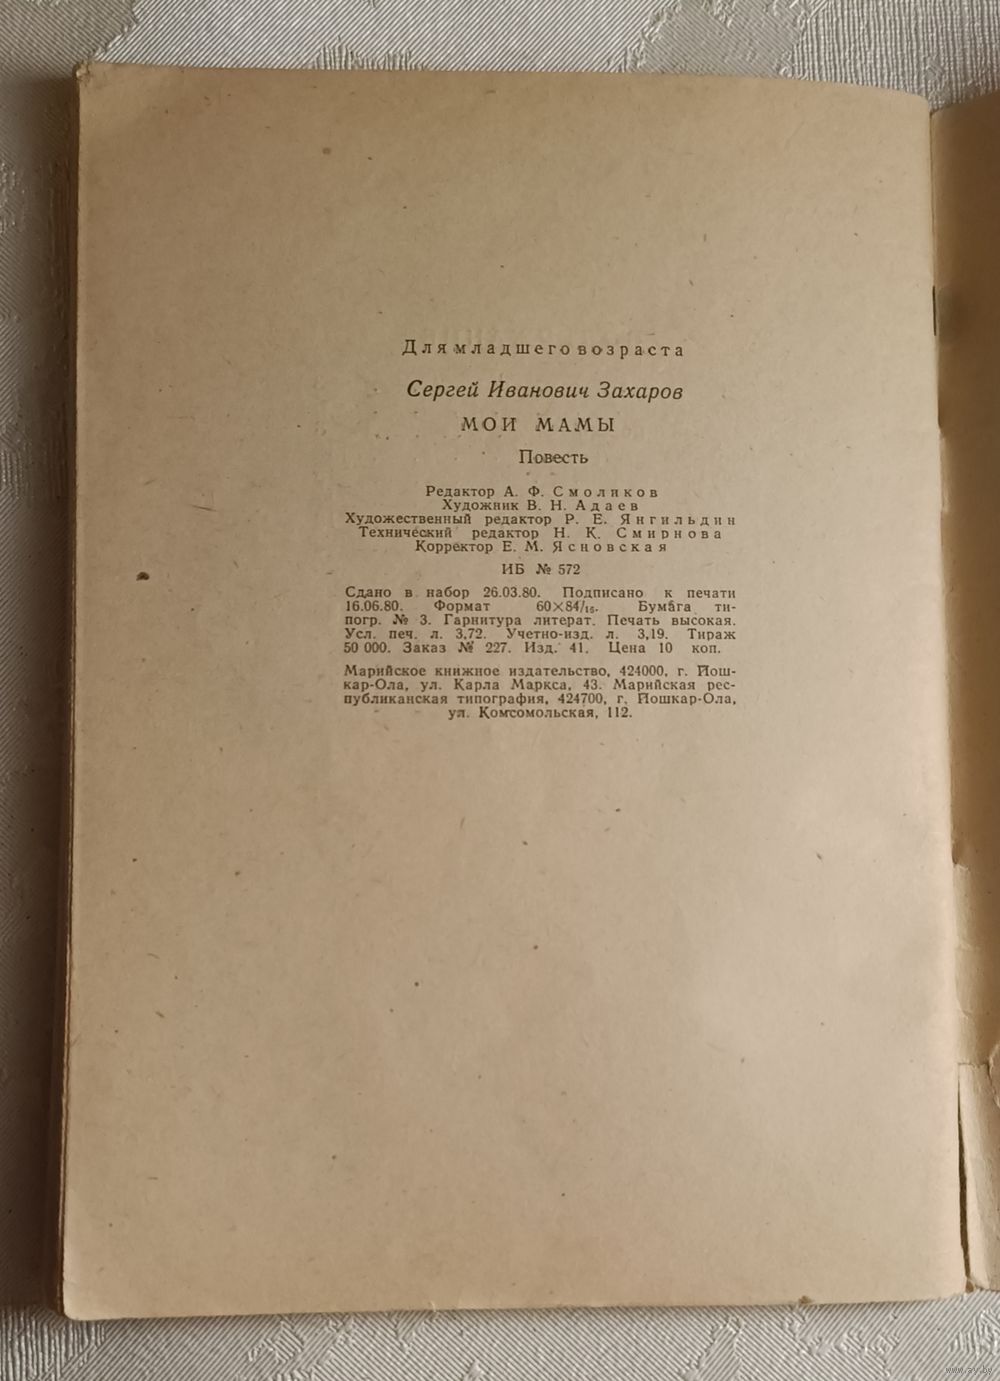 Для младшего возраста
Сергей Иванович Захаров
МОИ МАМЫ
Повесть
Редактор А. Ф. Смоликов
Художник В. Н. Адаев
Художественный редактор Р. Е. Янгильдин
Технический редактор Н. К. Смирнова
Корректор Е. М. Ясновская
ИБ № 572
Сдано в набор 26.03.80. Подписано к печати
16.06.80. Формат 60×84/16. Бумага ти-
погр. № 3. Гарнитура литерат. Печать высокая.
Усл. печ. л. 3,72. Учетно-изд. л. 3,19. Тираж
50 000. Заказ № 227. Изд. 41. Цена 10 коп.
Марийское книжное издательство, 424000, г. Йош-
кар-Ола, ул. Карла Маркса, 43. Марийская рес-
публиканская типография, 424700, г. Йошкар-Ола,
ул. Комсомольская, 112.
www.ay.by